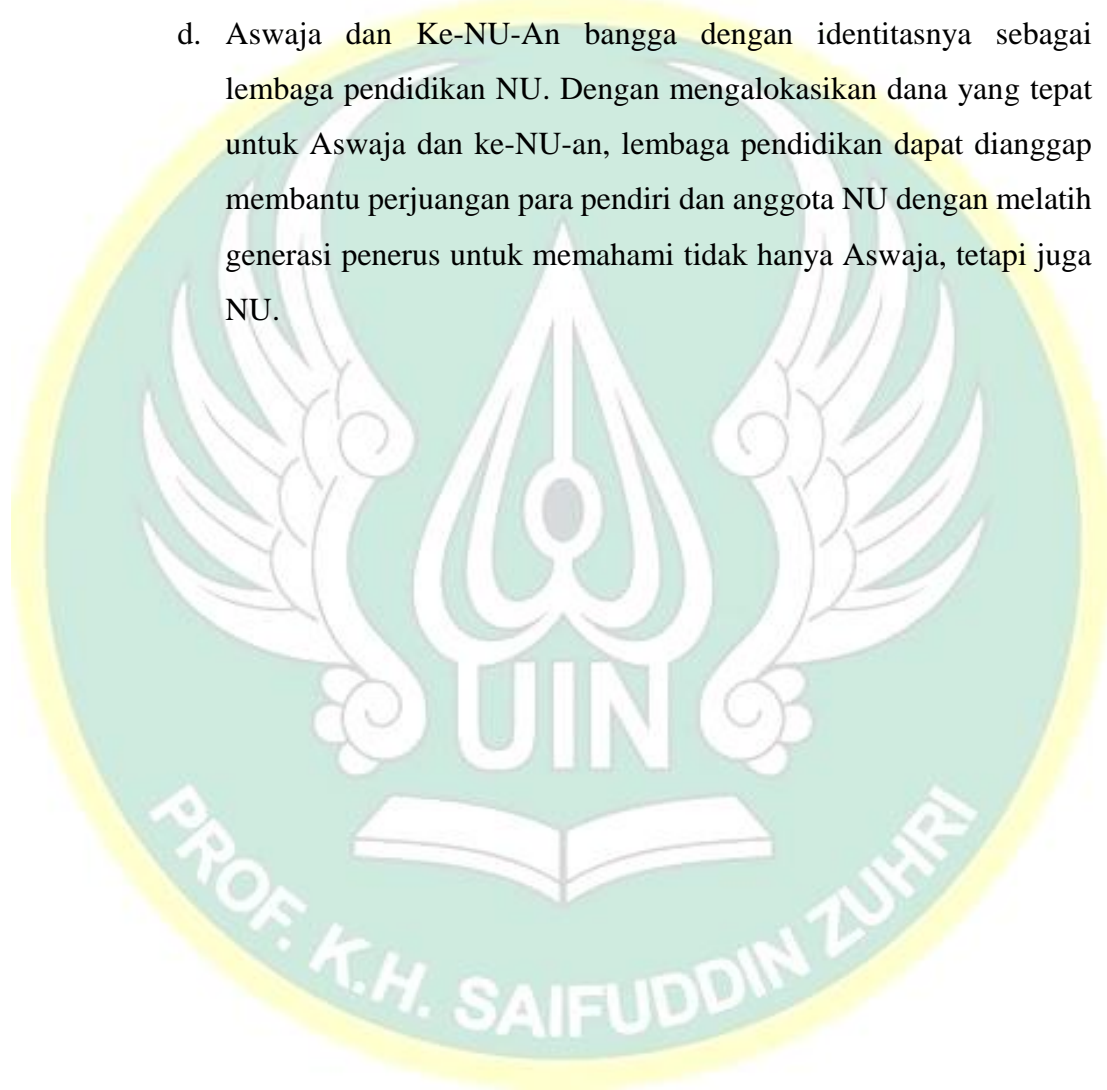 d. Aswaja dan Ke-NU-An bangga dengan identitasnya sebagai
lembaga pendidikan NU. Dengan mengalokasikan dana yang tepat
untuk Aswaja dan ke-NU-an, lembaga pendidikan dapat dianggap
membantu perjuangan para pendiri dan anggota NU dengan melatih
generasi penerus untuk memahami tidak hanya Aswaja, tetapi juga
NU.
UIN
PROF. K.H. SAIFUDDIN ZUHRI